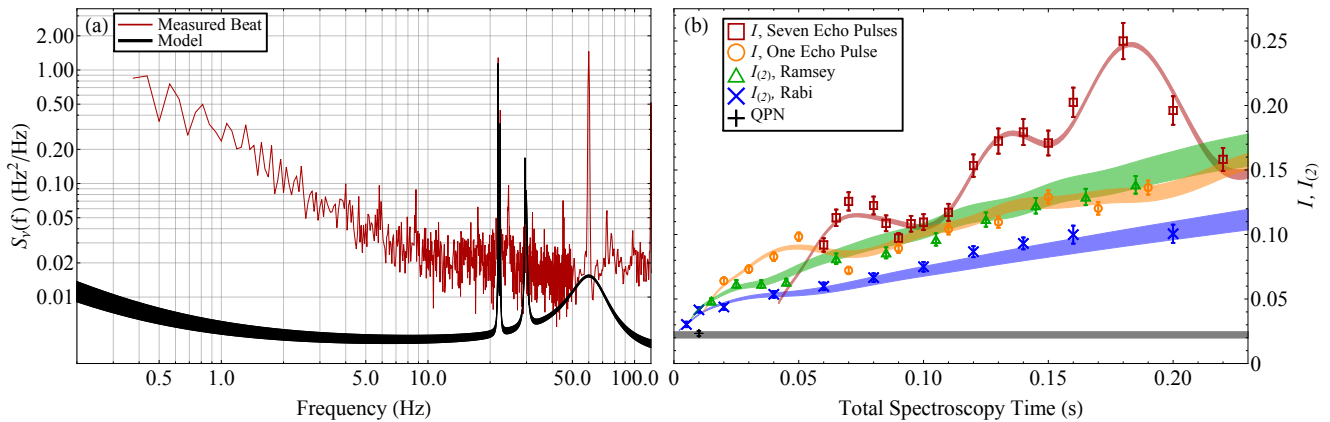 (a)
Measured Beat
Model
2.00
1.00
0.50
0.20
0.10
0.05
0.02
0.01
Sν(f) (Hz²/Hz)
0.5
1.0
5.0
10.0
50.0
100.0
Frequency (Hz)
(b)
I, Seven Echo Pulses
I, One Echo Pulse
I(2), Ramsey
I(2), Rabi
QPN
0.25
0.20
0.15
0.10
0.05
0
I, I(2)
0
0.05
0.10
0.15
0.20
Total Spectroscopy Time (s)